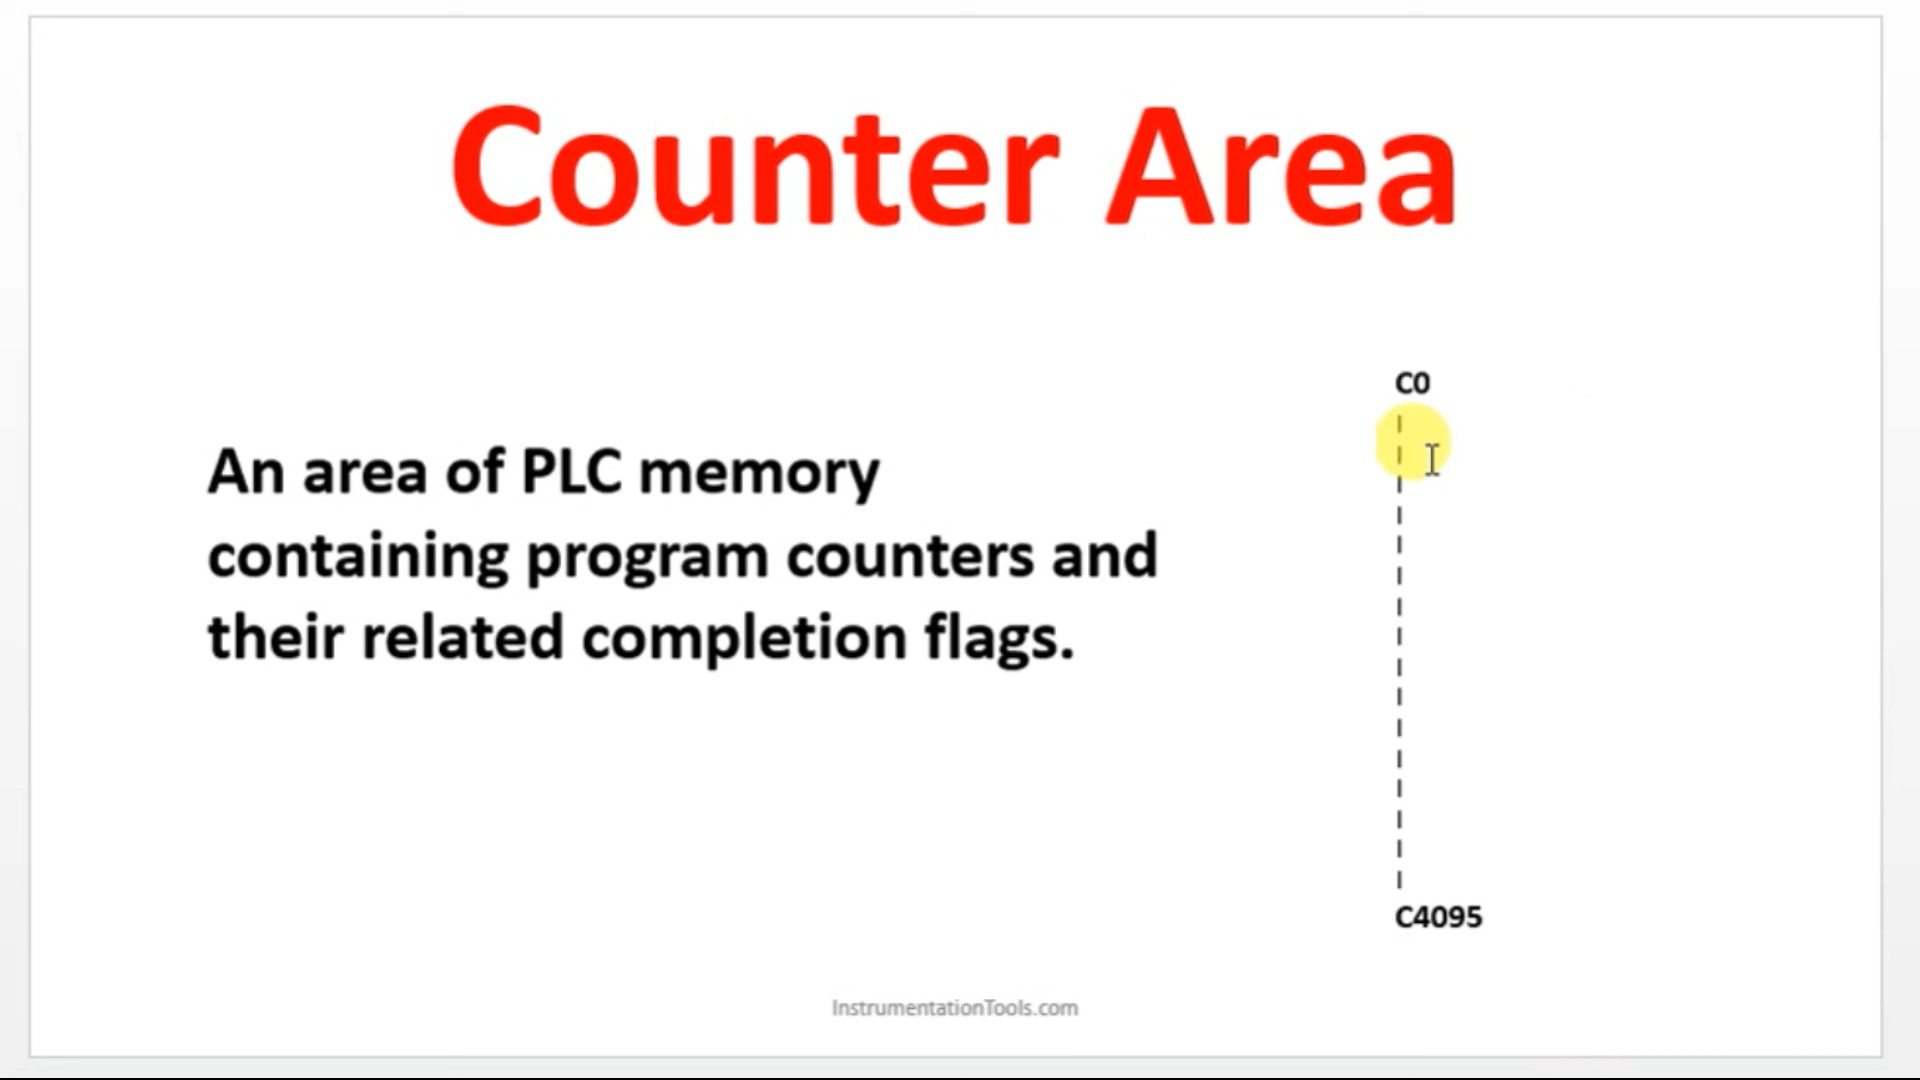 Counter Area
C0
An area of PLC memory
containing program counters and
their related completion flags.
C4095
InstrumentationTools.com